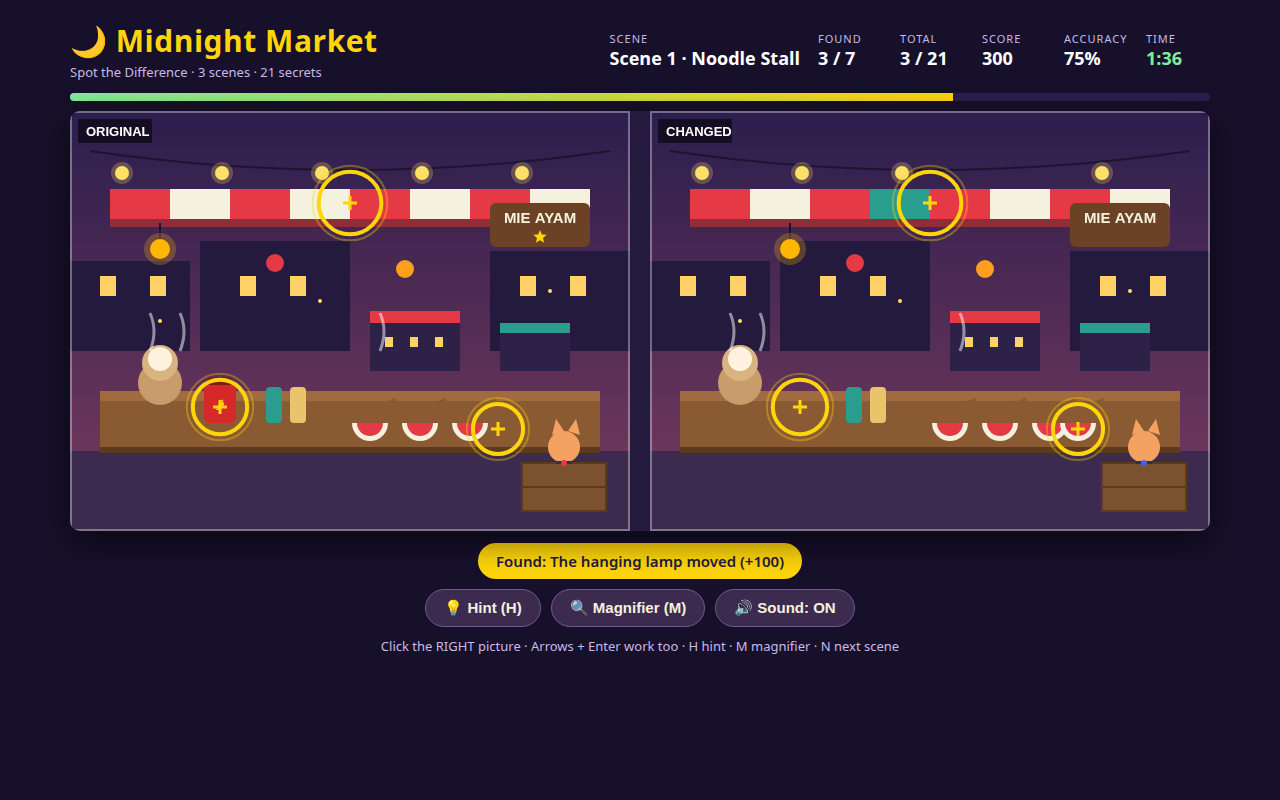 🌙 Midnight Market
Spot the Difference · 3 scenes · 21 secrets
SCENE
Scene 1 · Noodle Stall
FOUND
3 / 7
TOTAL
3 / 21
SCORE
300
ACCURACY
75%
TIME
1:36
ORIGINAL
MIE AYAM
CHANGED
MIE AYAM
Found: The hanging lamp moved (+100)
💡 Hint (H)
🔍 Magnifier (M)
🔊 Sound: ON
Click the RIGHT picture · Arrows + Enter work too · H hint · M magnifier · N next scene